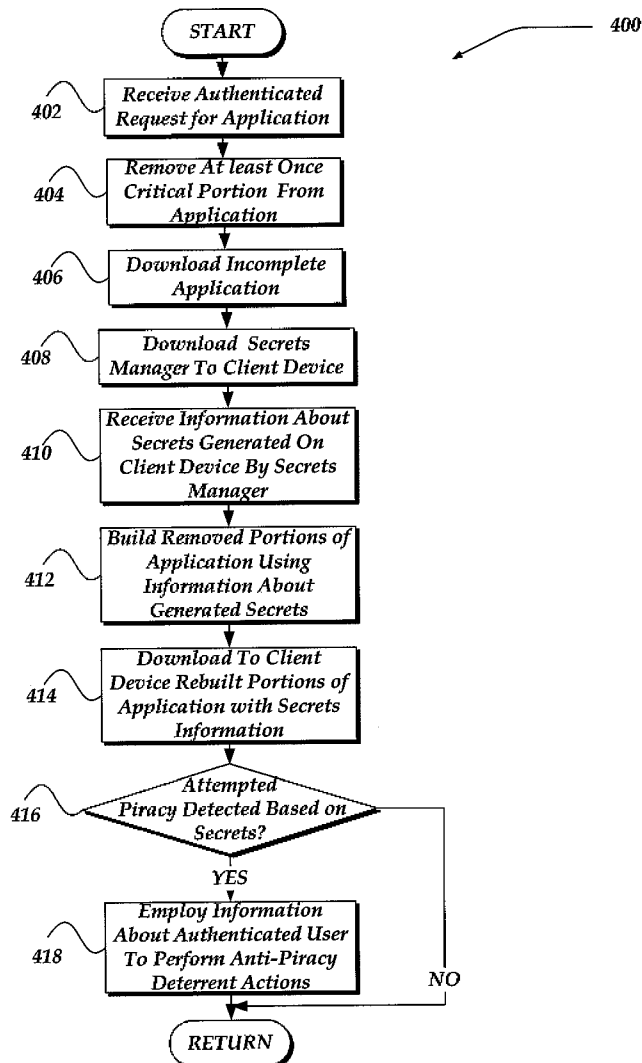 START
400
402
Receive Authenticated
Request for Application
404
Remove At least Once
Critical Portion From
Application
406
Download Incomplete
Application
408
Download Secrets
Manager To Client Device
410
Receive Information About
Secrets Generated On
Client Device By Secrets
Manager
412
Build Removed Portions of
Application Using
Information About
Generated Secrets
414
Download To Client
Device Rebuilt Portions of
Application with Secrets
Information
416
Attempted
Piracy Detected Based on
Secrets?
YES
418
Employ Information
About Authenticated User
To Perform Anti-Piracy
Deterrent Actions
NO
RETURN